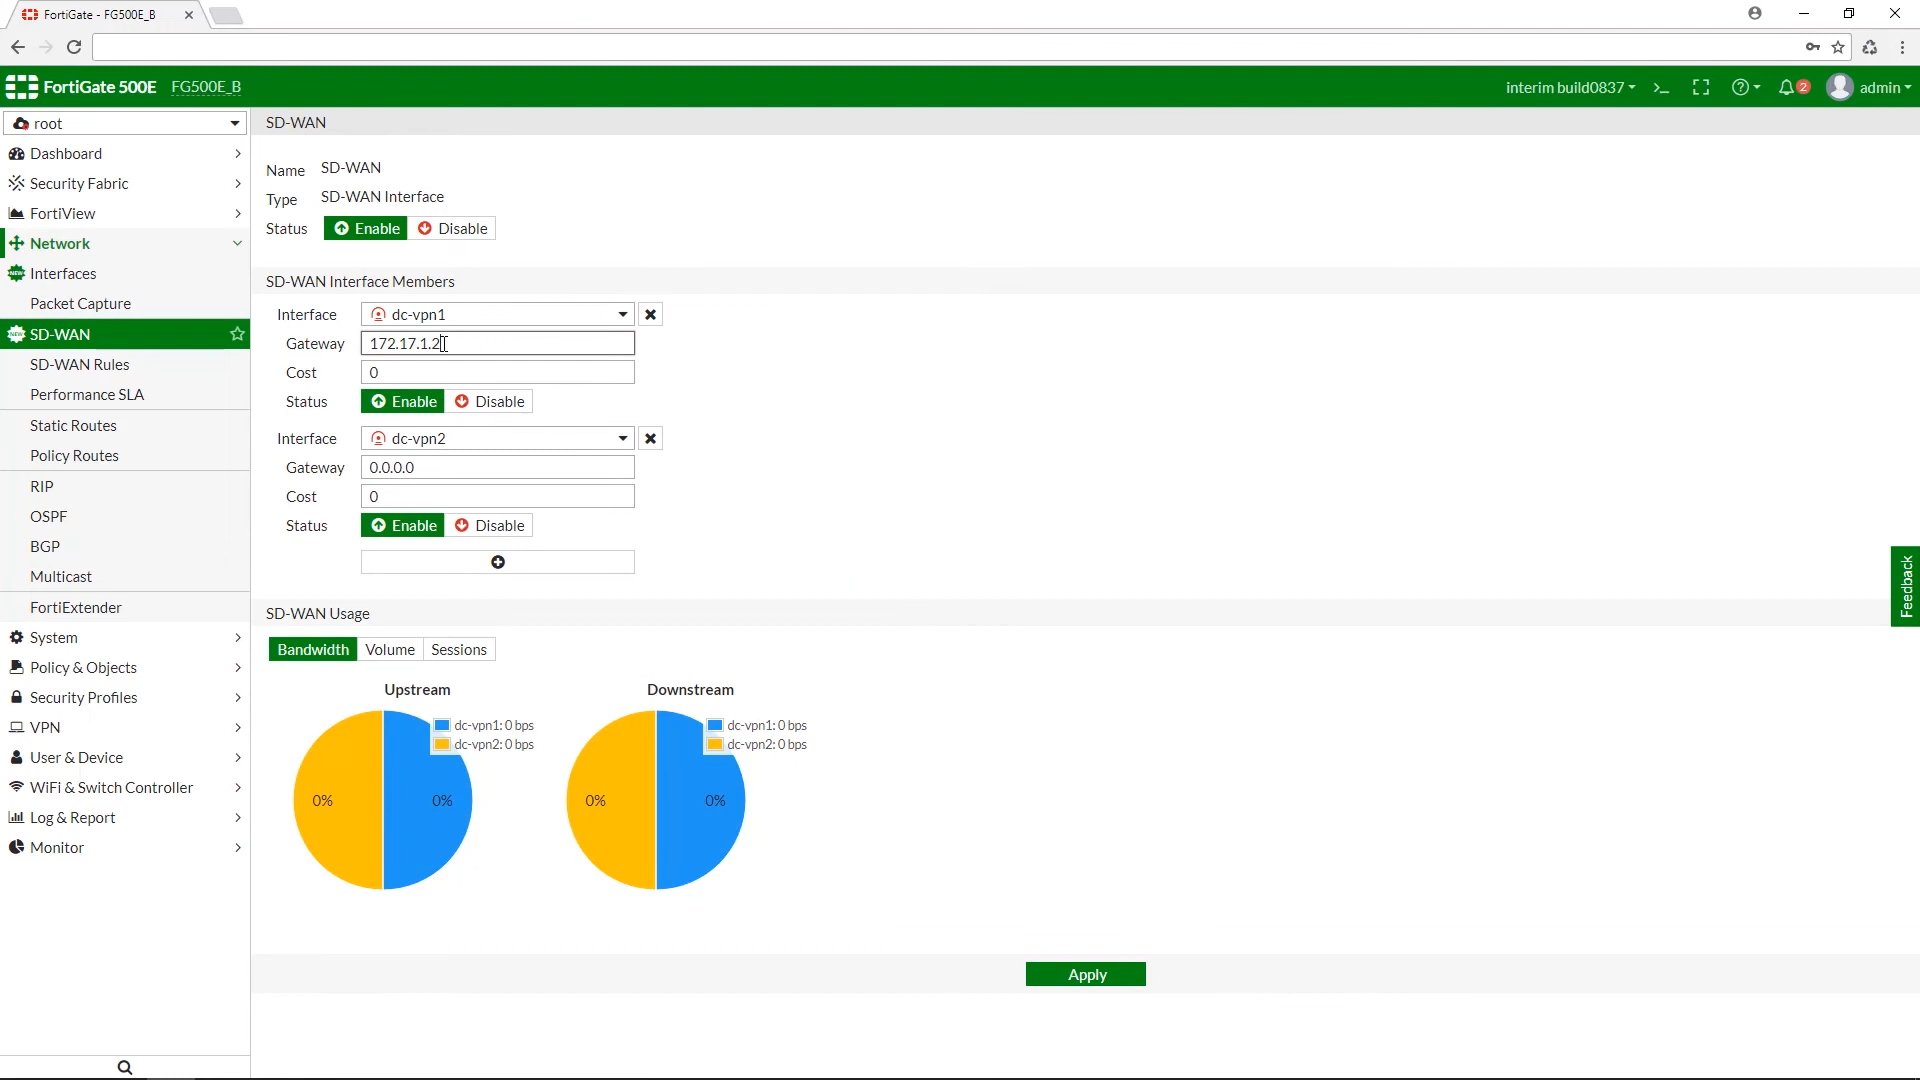 FortiGate - FG500E_B
FortiGate 500E FG500E_B
interim build0837
2
admin
root
Dashboard
Security Fabric
FortiView
Network
NEW Interfaces
Packet Capture
NEW SD-WAN
SD-WAN Rules
Performance SLA
Static Routes
Policy Routes
RIP
OSPF
BGP
Multicast
FortiExtender
System
Policy & Objects
Security Profiles
VPN
User & Device
WiFi & Switch Controller
Log & Report
Monitor
SD-WAN
Name SD-WAN
Type SD-WAN Interface
Status Enable Disable
SD-WAN Interface Members
Interface dc-vpn1
Gateway 172.17.1.2
Cost 0
Status Enable Disable
Interface dc-vpn2
Gateway 0.0.0.0
Cost 0
Status Enable Disable
SD-WAN Usage
Bandwidth Volume Sessions
Upstream
dc-vpn1: 0 bps
dc-vpn2: 0 bps
0% 0%
Downstream
dc-vpn1: 0 bps
dc-vpn2: 0 bps
0% 0%
Apply
Feedback